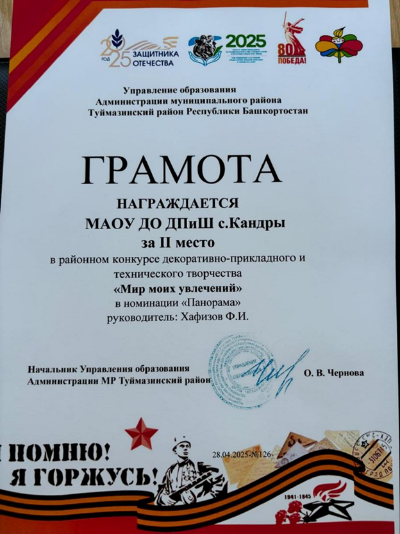 2025
ГОД
ЗАЩИТНИКА
ОТЕЧЕСТВА
2025
80
ПОБЕДА!
Управление образования
Администрации муниципального района
Туймазинский район Республики Башкортостан
ГРАМОТА
НАГРАЖДАЕТСЯ
МАОУ ДО ДПиШ с.Кандры
за II место
в районном конкурсе декоративно-прикладного и
технического творчества
«Мир моих увлечений»
в номинации «Панорама»
руководитель: Хафизов Ф.И.
Начальник Управления образования
Администрации МР Туймазинский район
О. В. Чернова
ПОМНЮ!
Я ГОРЖУСЬ!
28.04.2025-№126-
1941-1945